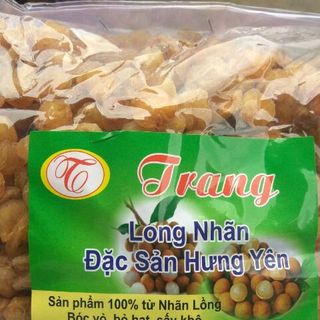 T
Trang
Long Nhãn
Đặc Sản Hưng Yên
Sản phẩm 100% từ Nhãn Lồng
Bóc vỏ, bỏ hạt, sấy khô